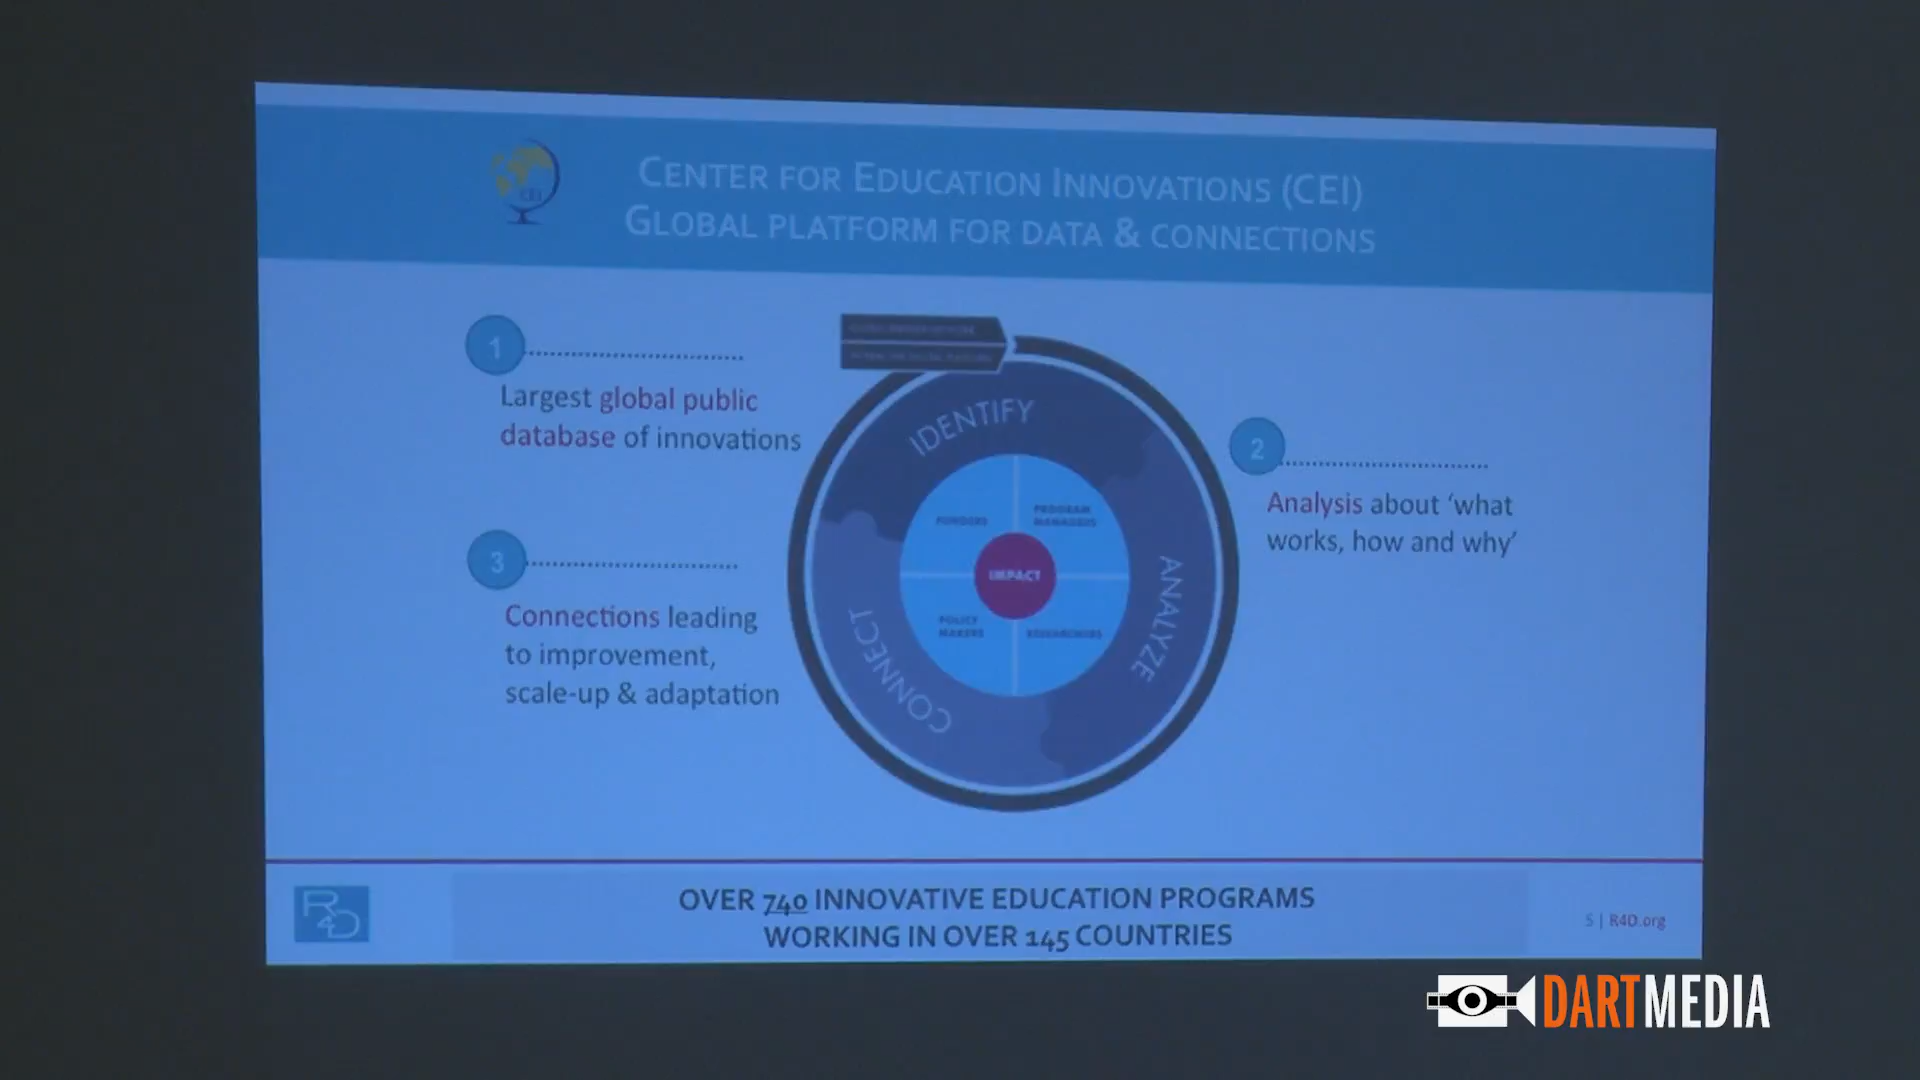 CEI
CENTER FOR EDUCATION INNOVATIONS (CEI)
GLOBAL PLATFORM FOR DATA & CONNECTIONS
1
Largest global public
database of innovations
2
Analysis about ‘what
works, how and why’
3
Connections leading
to improvement,
scale-up & adaptation
IDENTIFY
ANALYZE
CONNECT
FUNDERS
PROGRAM
MANAGERS
IMPACT
POLICY
MAKERS
RESEARCHERS
R4D
OVER 740 INNOVATIVE EDUCATION PROGRAMS
WORKING IN OVER 145 COUNTRIES
5 | R4D.org
DARTMEDIA